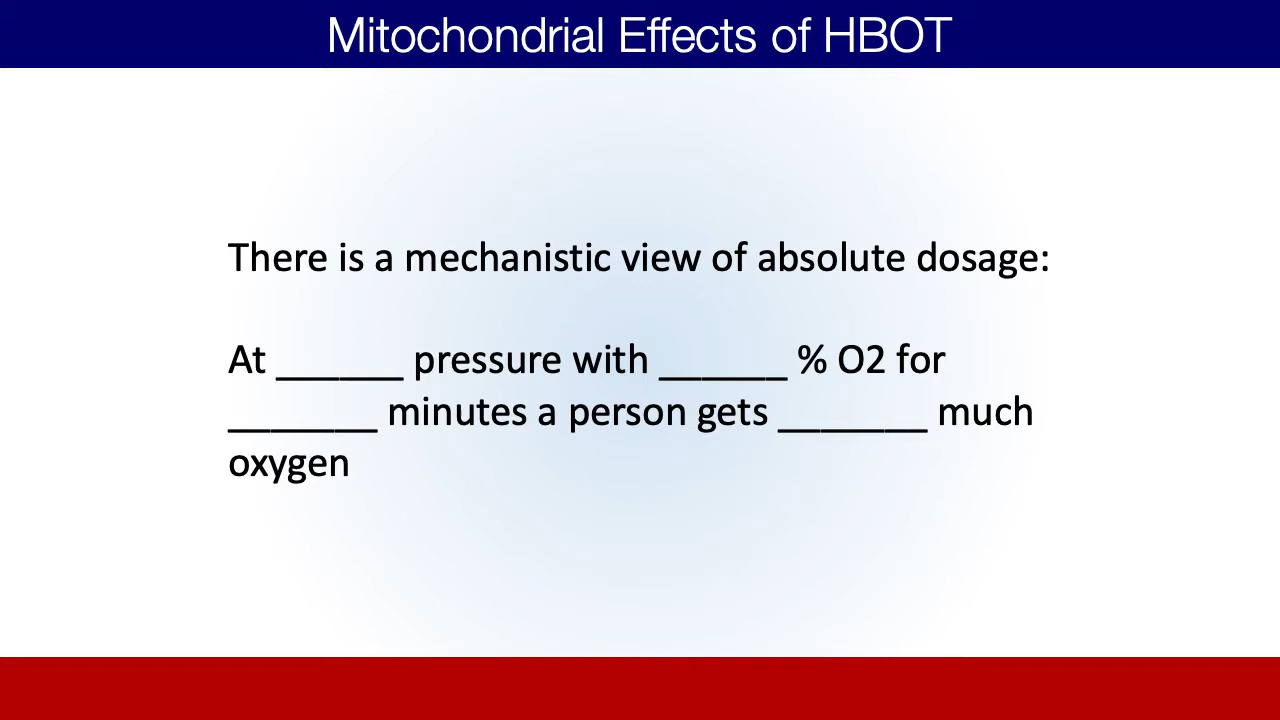 Mitochondrial Effects of HBOT
There is a mechanistic view of absolute dosage:
At ______ pressure with ______ % O2 for
_______ minutes a person gets _______ much
oxygen